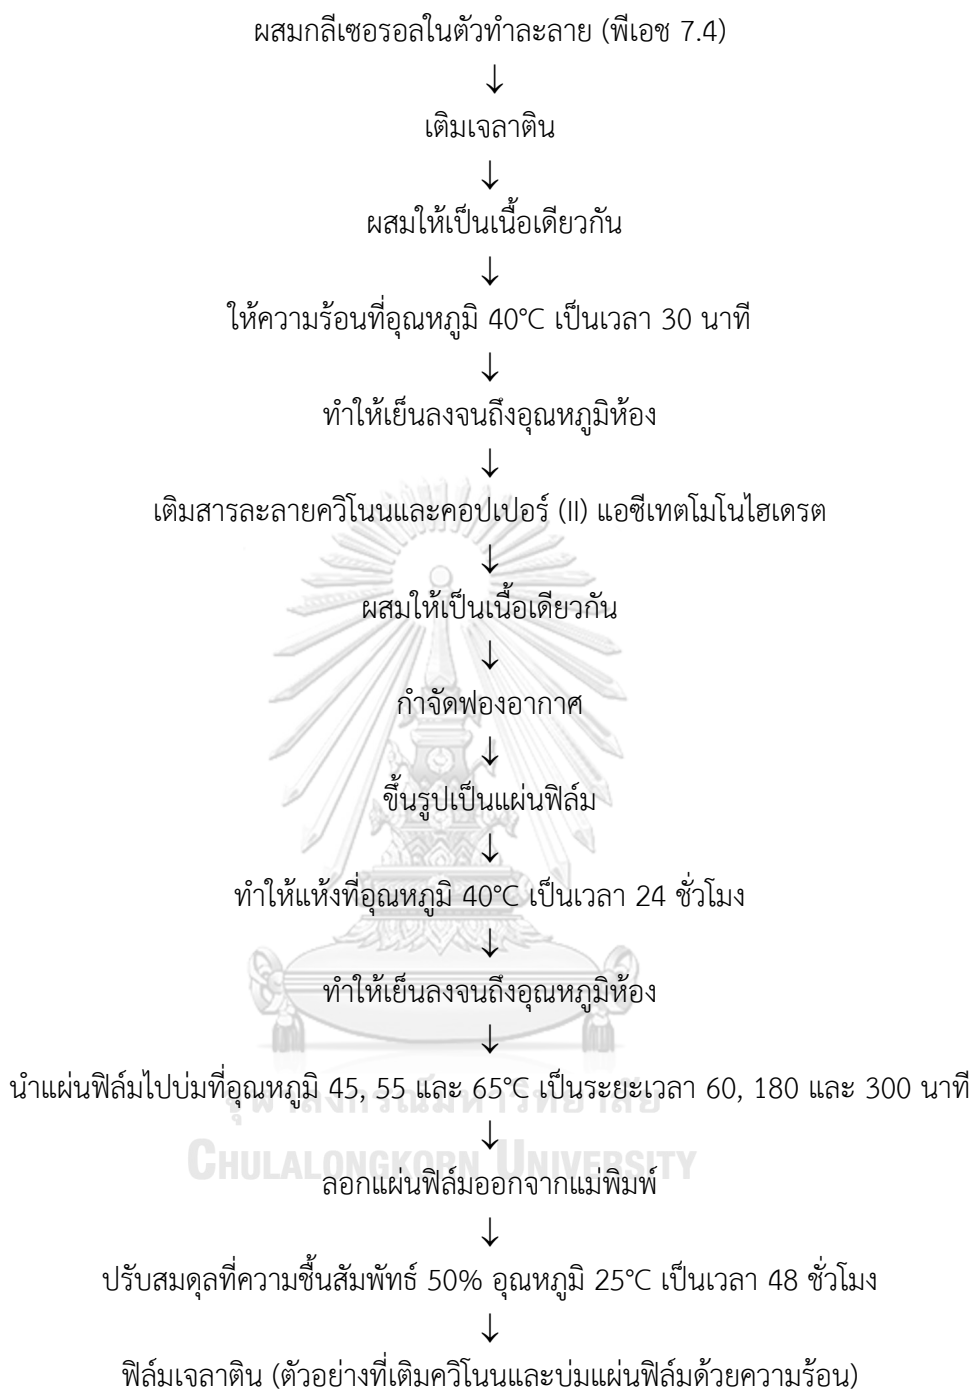 ผสมกลีเซอรอลในตัวทำละลาย (พีเอช 7.4)
↓
เติมเจลาติน
↓
ผสมให้เป็นเนื้อเดียวกัน
↓
ให้ความร้อนที่อุณหภูมิ 40°C เป็นเวลา 30 นาที
↓
ทำให้เย็นลงจนถึงอุณหภูมิห้อง
↓
เติมสารละลายควิโนนและคอปเปอร์ (II) แอซีเทตโมโนไฮเดรต
↓
ผสมให้เป็นเนื้อเดียวกัน
↓
กำจัดฟองอากาศ
↓
ขึ้นรูปเป็นแผ่นฟิล์ม
↓
ทำให้แห้งที่อุณหภูมิ 40°C เป็นเวลา 24 ชั่วโมง
↓
ทำให้เย็นลงจนถึงอุณหภูมิห้อง
↓
นำแผ่นฟิล์มไปบ่มที่อุณหภูมิ 45, 55 และ 65°C เป็นระยะเวลา 60, 180 และ 300 นาที
จุฬาลงกรณ์มหาวิทยาลัย
↓
CHULALONGKORN UNIVERSITY
ลอกแผ่นฟิล์มออกจากแม่พิมพ์
↓
ปรับสมดุลที่ความชื้นสัมพัทธ์ 50% อุณหภูมิ 25°C เป็นเวลา 48 ชั่วโมง
↓
ฟิล์มเจลาติน (ตัวอย่างที่เติมควิโนนและบ่มแผ่นฟิล์มด้วยความร้อน)